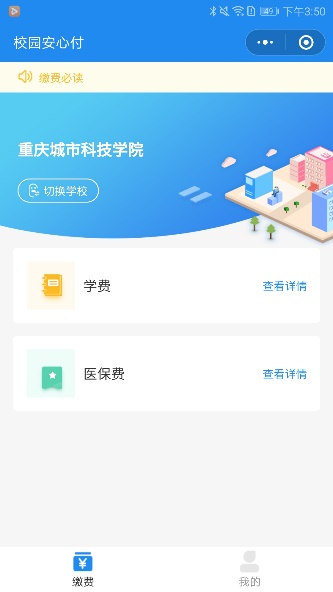 49 下午3:50
校园安心付
缴费必读
重庆城市科技学院
切换学校
学费 查看详情
医保费 查看详情
¥
缴费 我的